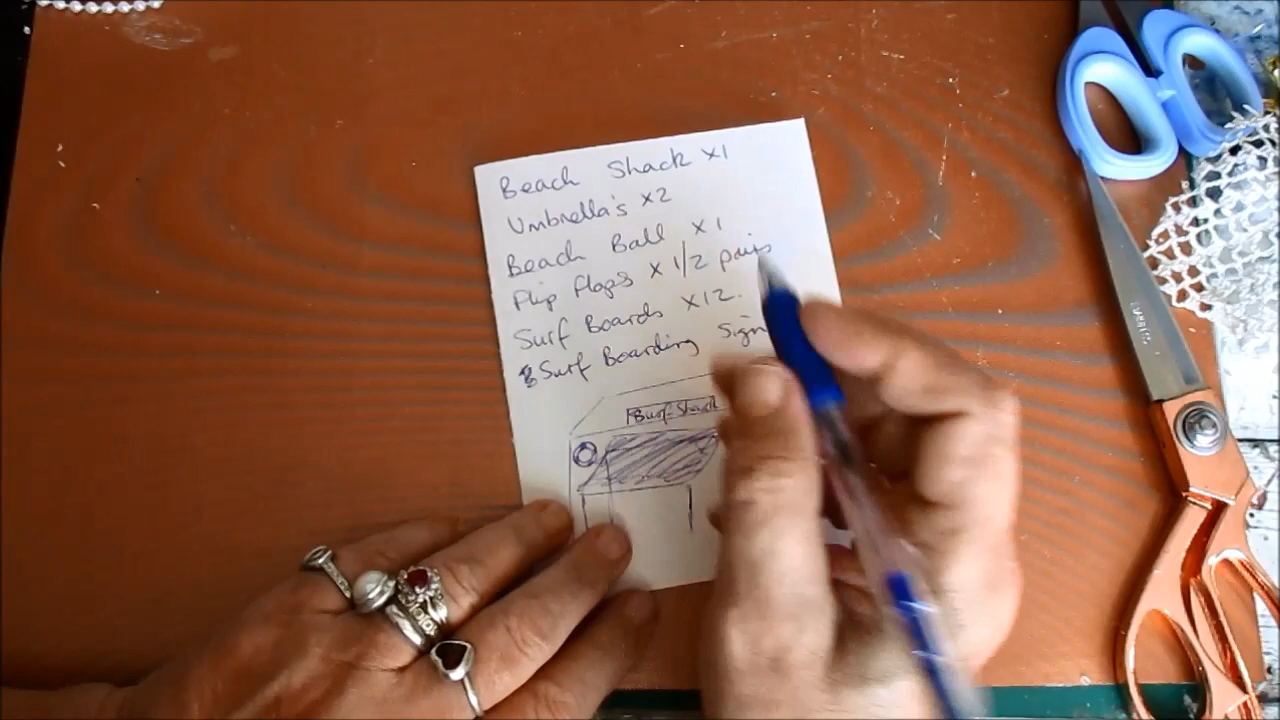 Beach Shack x1
Umbrella's x2
Beach Ball x1
Flip Flops x 1/2 pairs
Surf Boards x12.
Surf Boarding Sign
Surf-Shack